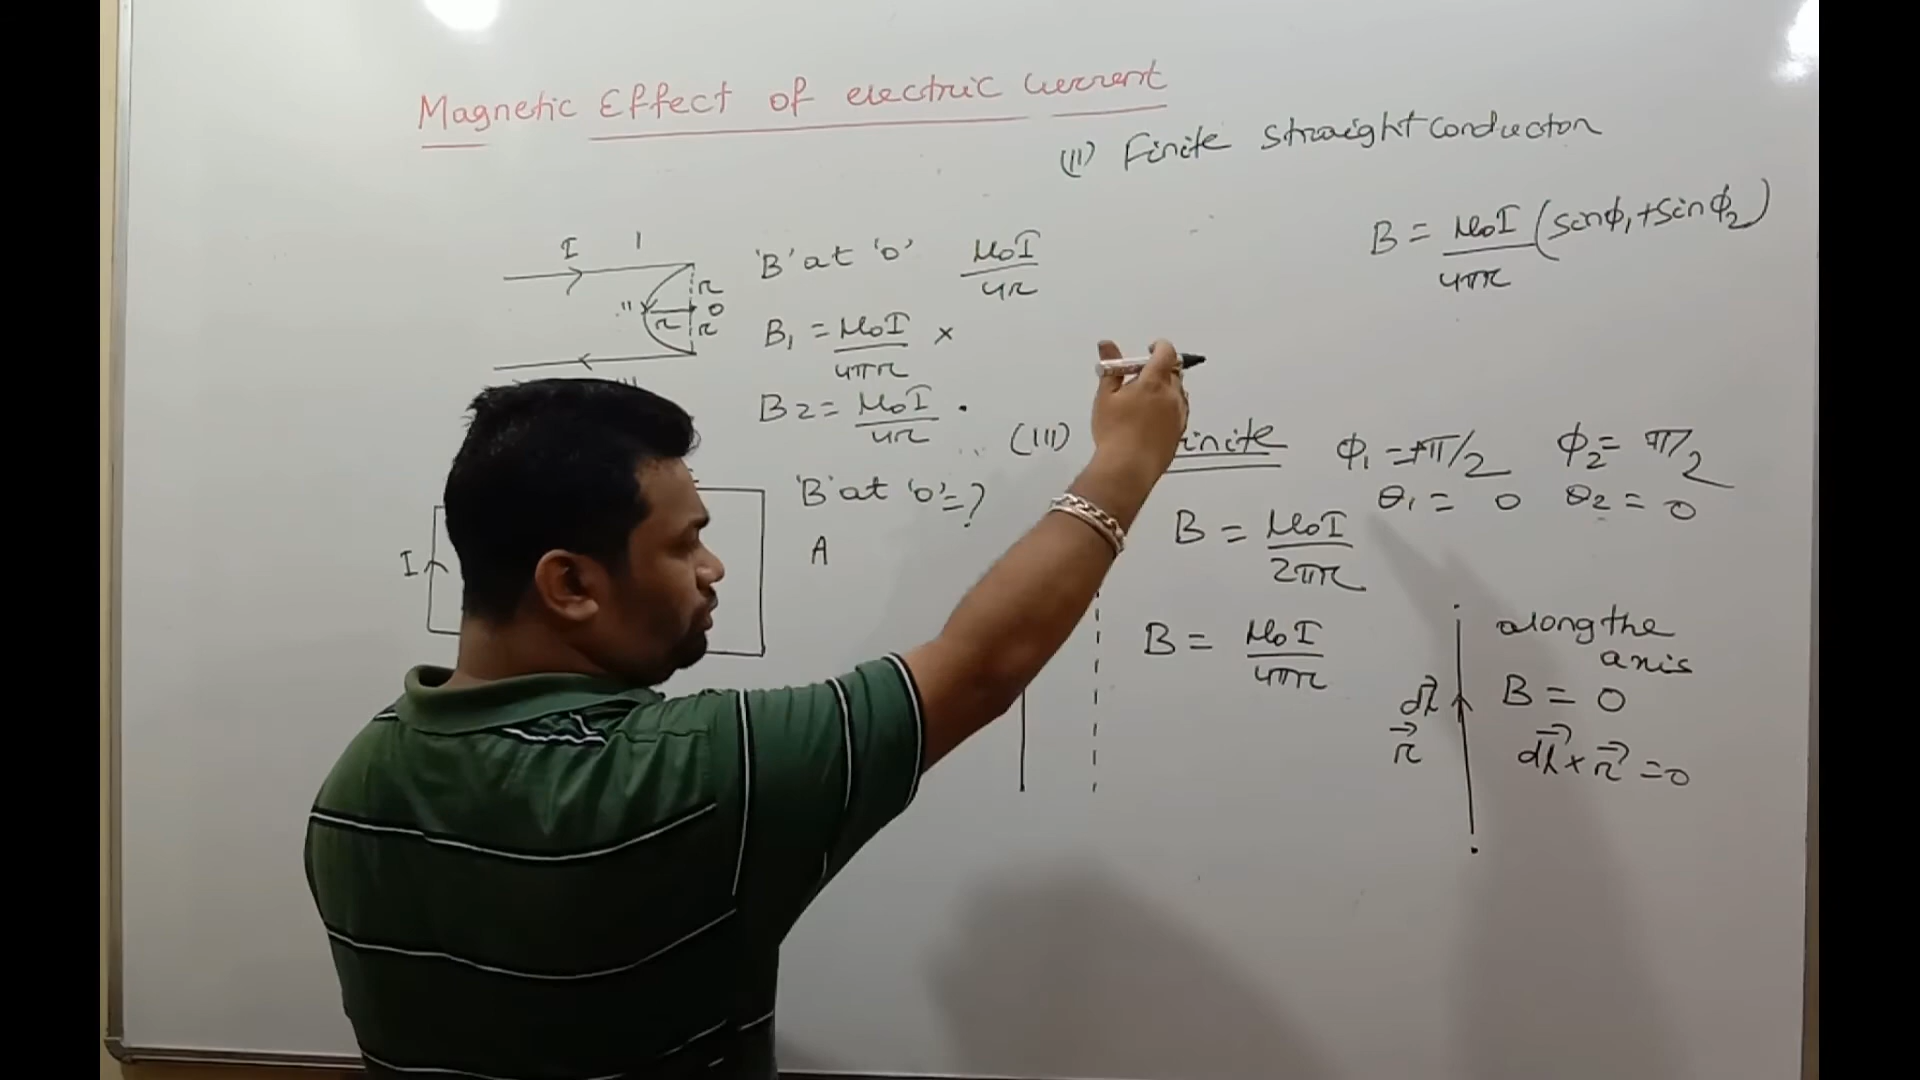 Magnetic Effect of electric current
(II) Finite straight conductor
B = μ₀I/4πr (sinφ₁+sinφ₂)
I I
II r r O r
'B' at 'O' μ₀I/4r
B₁ = μ₀I/4πr ×
B₂ = μ₀I/4r ·
'B' at 'O' = ?
A
I
(III)
φ₁ = π/2 φ₂ = π/2
θ₁ = 0 θ₂ = 0
B = μ₀I/2πr
B = μ₀I/4πr
along the
axis
B = 0
dl⃗
r⃗
dl⃗ × r⃗ = 0